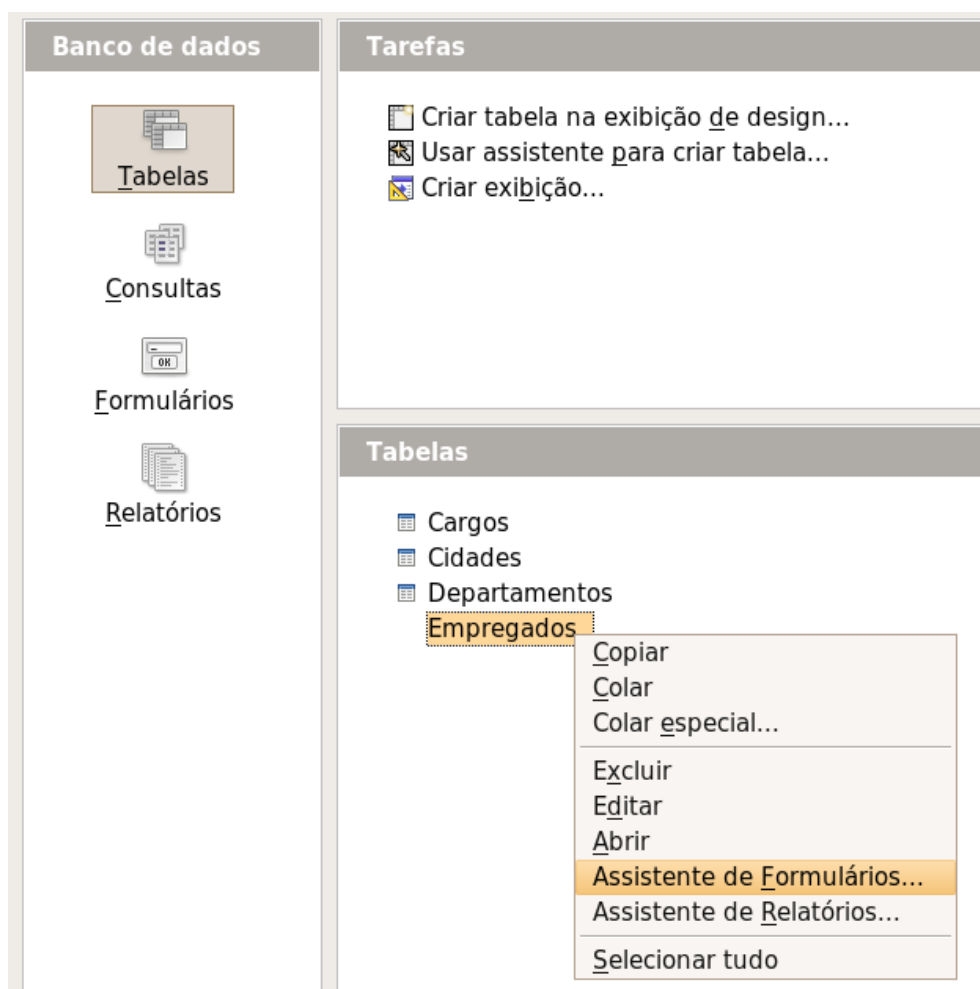 Banco de dados
Tabelas
Consultas
OK
Formulários
Relatórios
Tarefas
Criar tabela na exibição de design...
Usar assistente para criar tabela...
Criar exibição...
Tabelas
Cargos
Cidades
Departamentos
Empregados
Copiar
Colar
Colar especial...
Excluir
Editar
Abrir
Assistente de Formulários...
Assistente de Relatórios...
Selecionar tudo